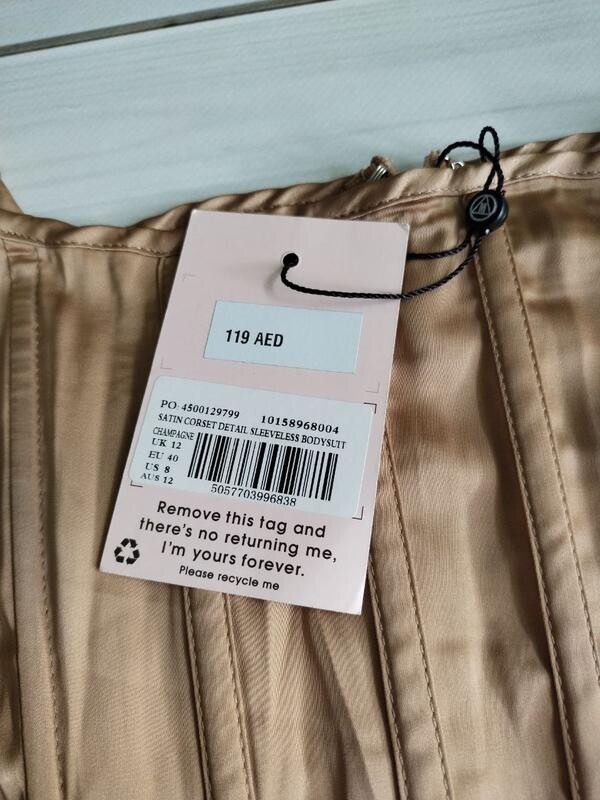 119 AED
PO: 4500129799 10158968004
SATIN CORSET DETAIL SLEEVELESS BODYSUIT
CHAMPAGNE
UK 12
EU 40
US 8
AUS 12
5057703996838
Remove this tag and
there's no returning me,
I'm yours forever.
Please recycle me